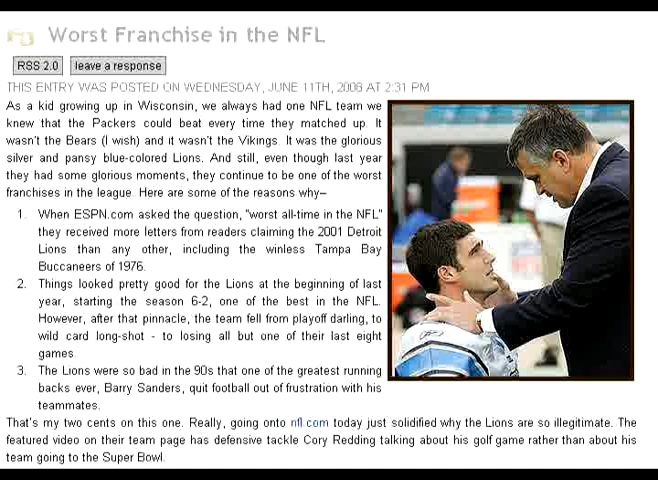 Worst Franchise in the NFL
RSS 2.0 leave a response
THIS ENTRY WAS POSTED ON WEDNESDAY, JUNE 11TH, 2008 AT 2:31 PM
As a kid growing up in Wisconsin, we always had one NFL team we
knew that the Packers could beat every time they matched up. It
wasn't the Bears (I wish) and it wasn't the Vikings. It was the glorious
silver and pansy blue-colored Lions. And still, even though last year
they had some glorious moments, they continue to be one of the worst
franchises in the league. Here are some of the reasons why–
1. When ESPN.com asked the question, "worst all-time in the NFL"
they received more letters from readers claiming the 2001 Detroit
Lions than any other, including the winless Tampa Bay
Buccaneers of 1976.
2. Things looked pretty good for the Lions at the beginning of last
year, starting the season 6-2, one of the best in the NFL.
However, after that pinnacle, the team fell from playoff darling, to
wild card long-shot - to losing all but one of their last eight
games
3. The Lions were so bad in the 90s that one of the greatest running
backs ever, Barry Sanders, quit football out of frustration with his
teammates.
That's my two cents on this one. Really, going onto nfl.com today just solidified why the Lions are so illegitimate. The
featured video on their team page has defensive tackle Cory Redding talking about his golf game rather than about his
team going to the Super Bowl.